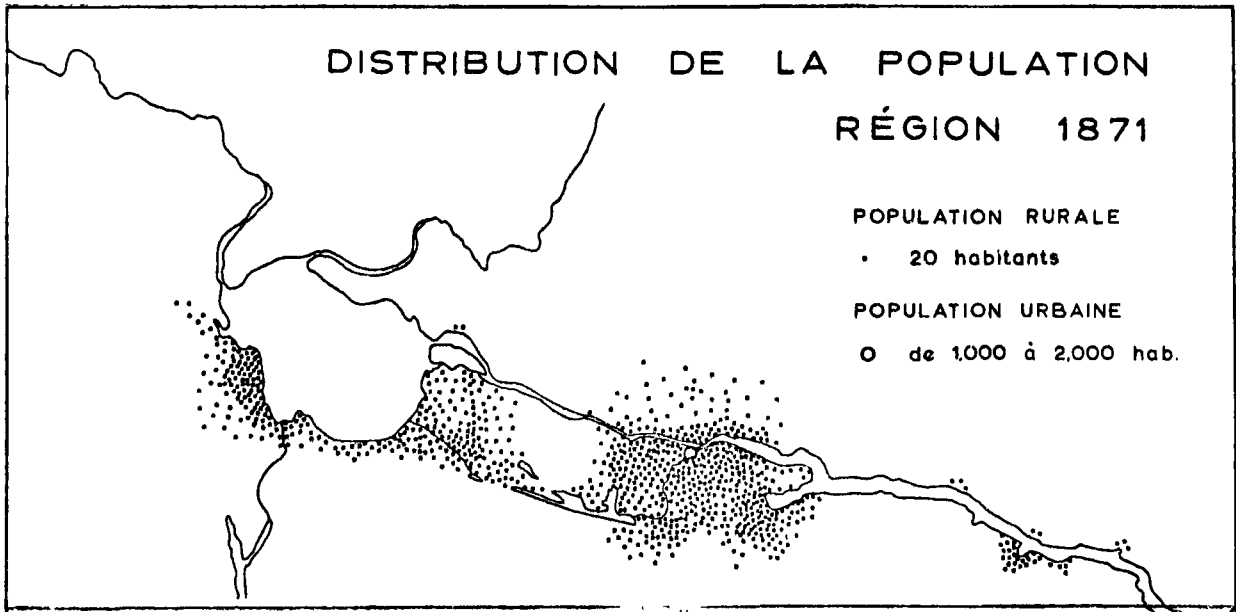 DISTRIBUTION DE LA POPULATION
RÉGION 1871
POPULATION RURALE
· 20 habitants
POPULATION URBAINE
O de 1,000 à 2,000 hab.